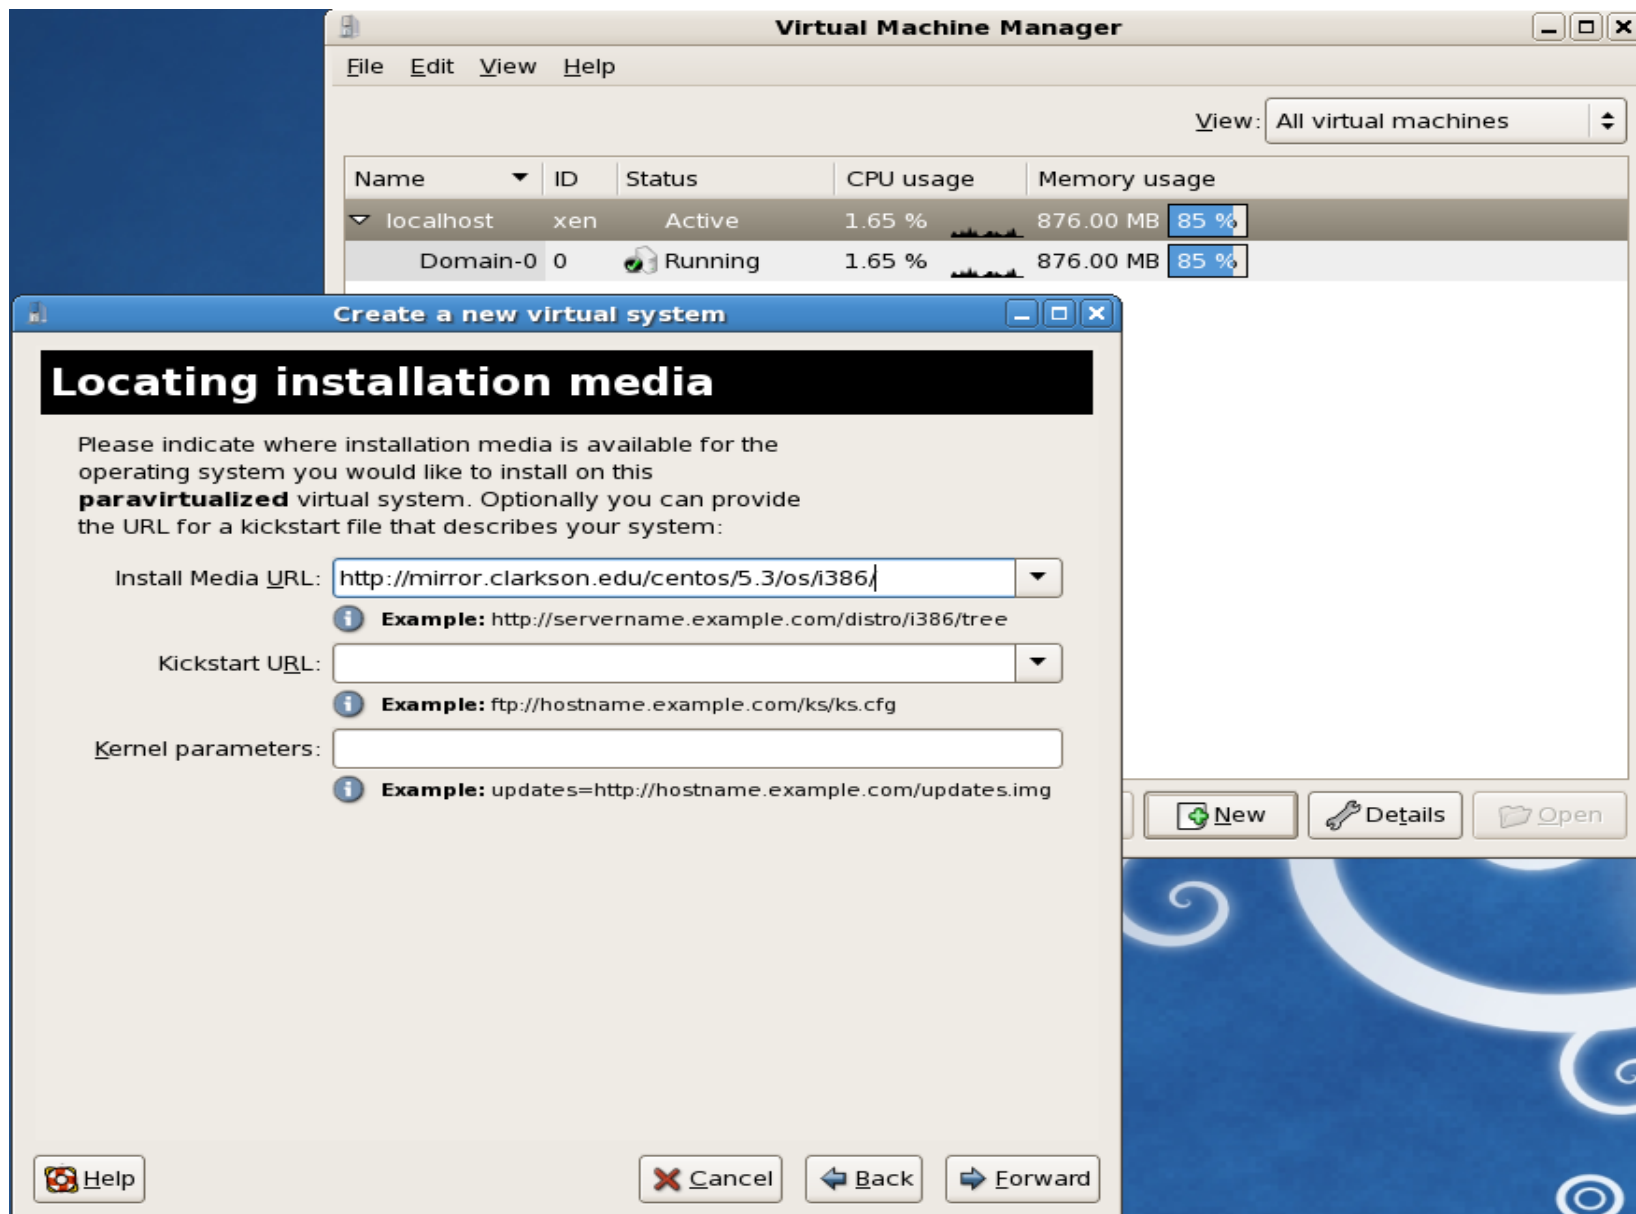 Virtual Machine Manager
File Edit View Help
View: All virtual machines
Name ID Status CPU usage Memory usage
localhost xen Active 1.65 % 876.00 MB 85 %
Domain-0 0 Running 1.65 % 876.00 MB 85 %
Create a new virtual system
Locating installation media
Please indicate where installation media is available for the
operating system you would like to install on this
paravirtualized virtual system. Optionally you can provide
the URL for a kickstart file that describes your system:
Install Media URL: http://mirror.clarkson.edu/centos/5.3/os/i386/
Example: http://servername.example.com/distro/i386/tree
Kickstart URL:
Example: ftp://hostname.example.com/ks/ks.cfg
Kernel parameters:
Example: updates=http://hostname.example.com/updates.img
New Details Open
Help Cancel Back Forward